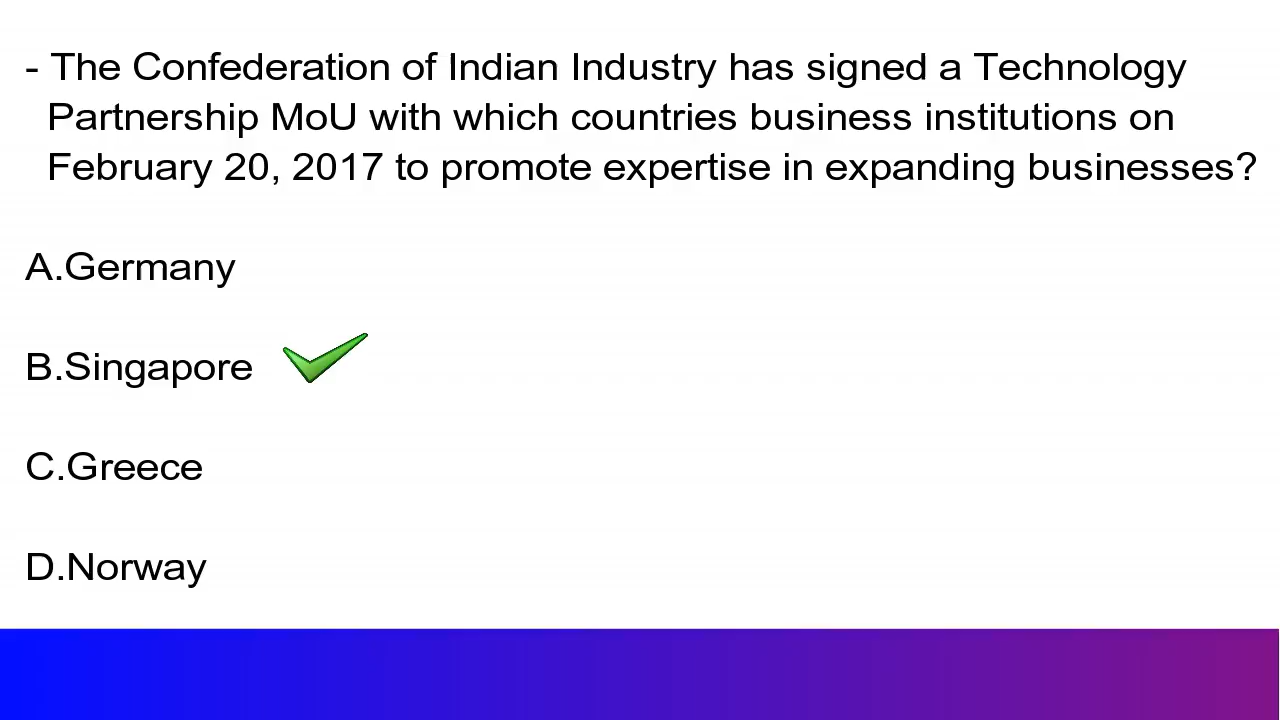 - The Confederation of Indian Industry has signed a Technology
Partnership MoU with which countries business institutions on
February 20, 2017 to promote expertise in expanding businesses?
A.Germany
B.Singapore
C.Greece
D.Norway